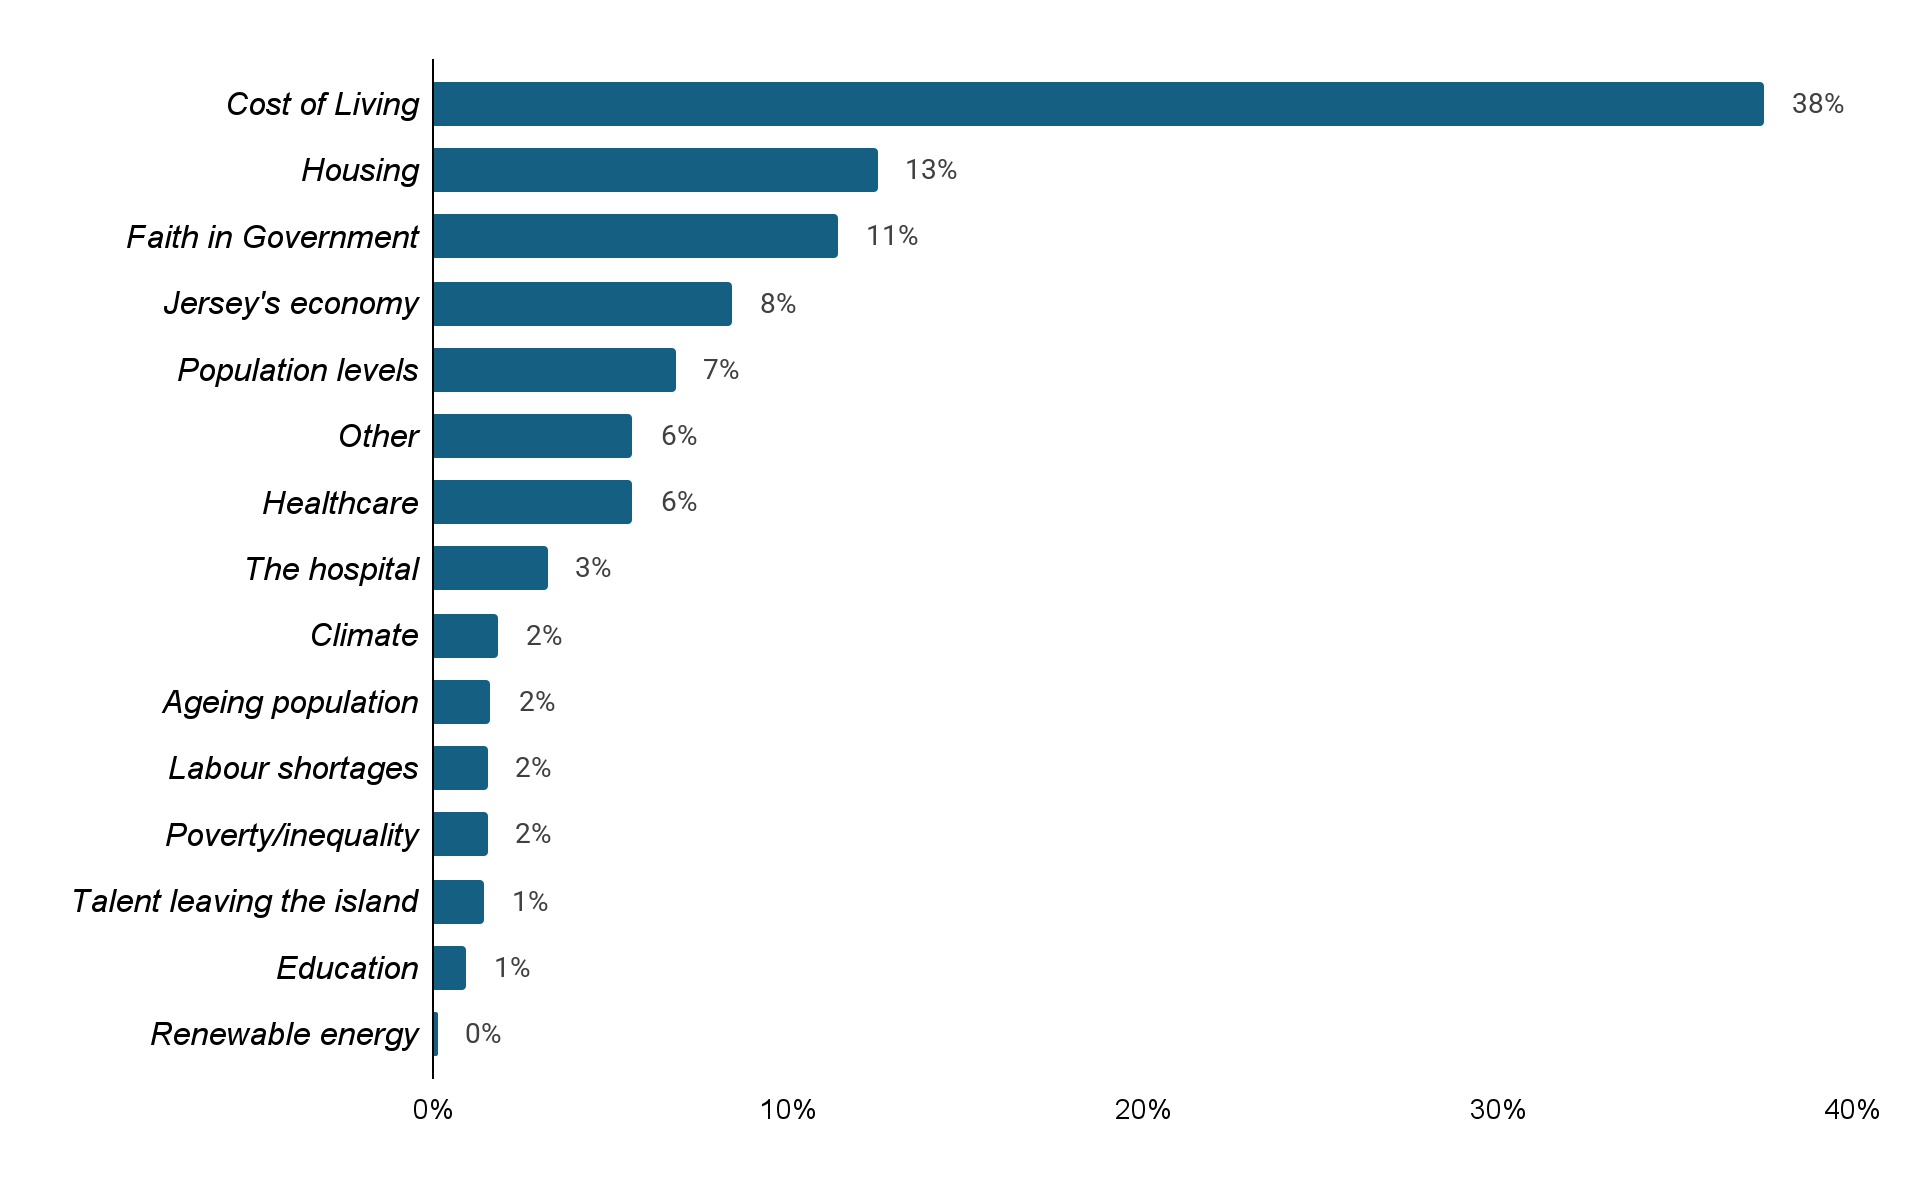 Cost of Living 38%
Housing 13%
Faith in Government 11%
Jersey's economy 8%
Population levels 7%
Other 6%
Healthcare 6%
The hospital 3%
Climate 2%
Ageing population 2%
Labour shortages 2%
Poverty/inequality 2%
Talent leaving the island 1%
Education 1%
Renewable energy 0%
0% 10% 20% 30% 40%